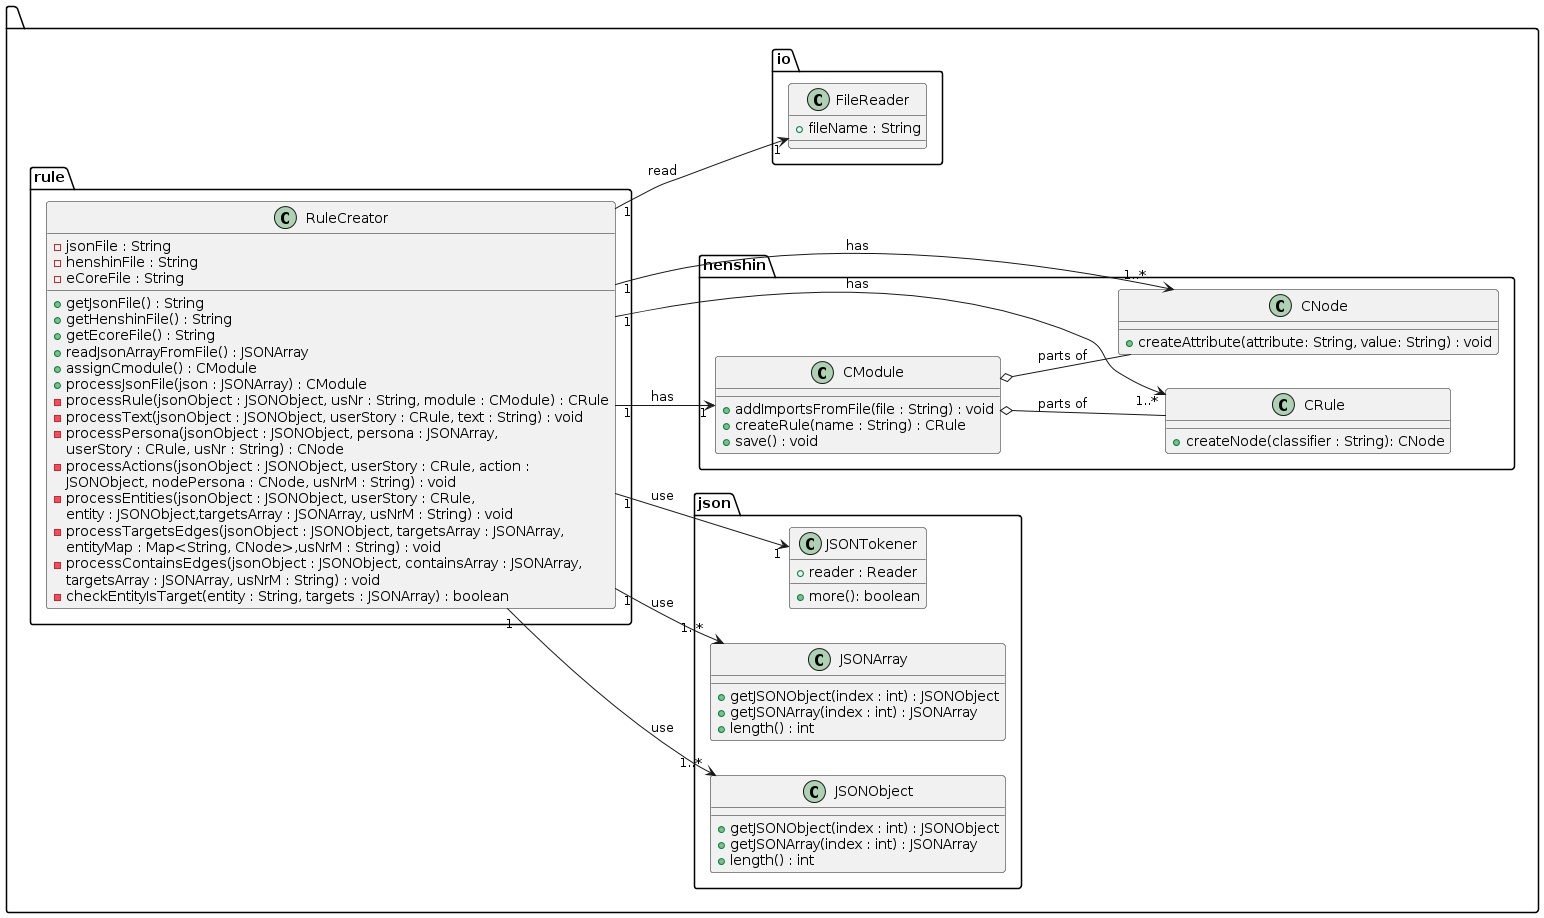 io
C FileReader
fileName : String
1
read
rule
1
C RuleCreator
jsonFile : String
henshinFile : String
eCoreFile : String
getJsonFile() : String
getHenshinFile() : String
getEcoreFile() : String
readJsonArrayFromFile() : JSONArray
assignCmodule() : CModule
processJsonFile(json : JSONArray) : CModule
processRule(jsonObject : JSONObject, usNr : String, module : CModule) : CRule
processText(jsonObject : JSONObject, userStory : CRule, text : String) : void
processPersona(jsonObject : JSONObject, persona : JSONArray,
userStory : CRule, usNr : String) : CNode
processActions(jsonObject : JSONObject, userStory : CRule, action :
JSONObject, nodePersona : CNode, usNrM : String) : void
processEntities(jsonObject : JSONObject, userStory : CRule,
entity : JSONObject,targetsArray : JSONArray, usNrM : String) : void
processTargetsEdges(jsonObject : JSONObject, targetsArray : JSONArray,
entityMap : Map<String, CNode>,usNrM : String) : void
processContainsEdges(jsonObject : JSONObject, containsArray : JSONArray,
targetsArray : JSONArray, usNrM : String) : void
checkEntityIsTarget(entity : String, targets : JSONArray) : boolean
has
1
1..*
has
1
1..*
has
1
1
henshin
C CNode
createAttribute(attribute: String, value: String) : void
parts of
C CModule
addImportsFromFile(file : String) : void
createRule(name : String) : CRule
save() : void
parts of
C CRule
createNode(classifier : String): CNode
use
1
1
json
C JSONTokener
reader : Reader
more(): boolean
use
1
1..*
C JSONArray
getJSONObject(index : int) : JSONObject
getJSONArray(index : int) : JSONArray
length() : int
1
use
1..*
C JSONObject
getJSONObject(index : int) : JSONObject
getJSONArray(index : int) : JSONArray
length() : int